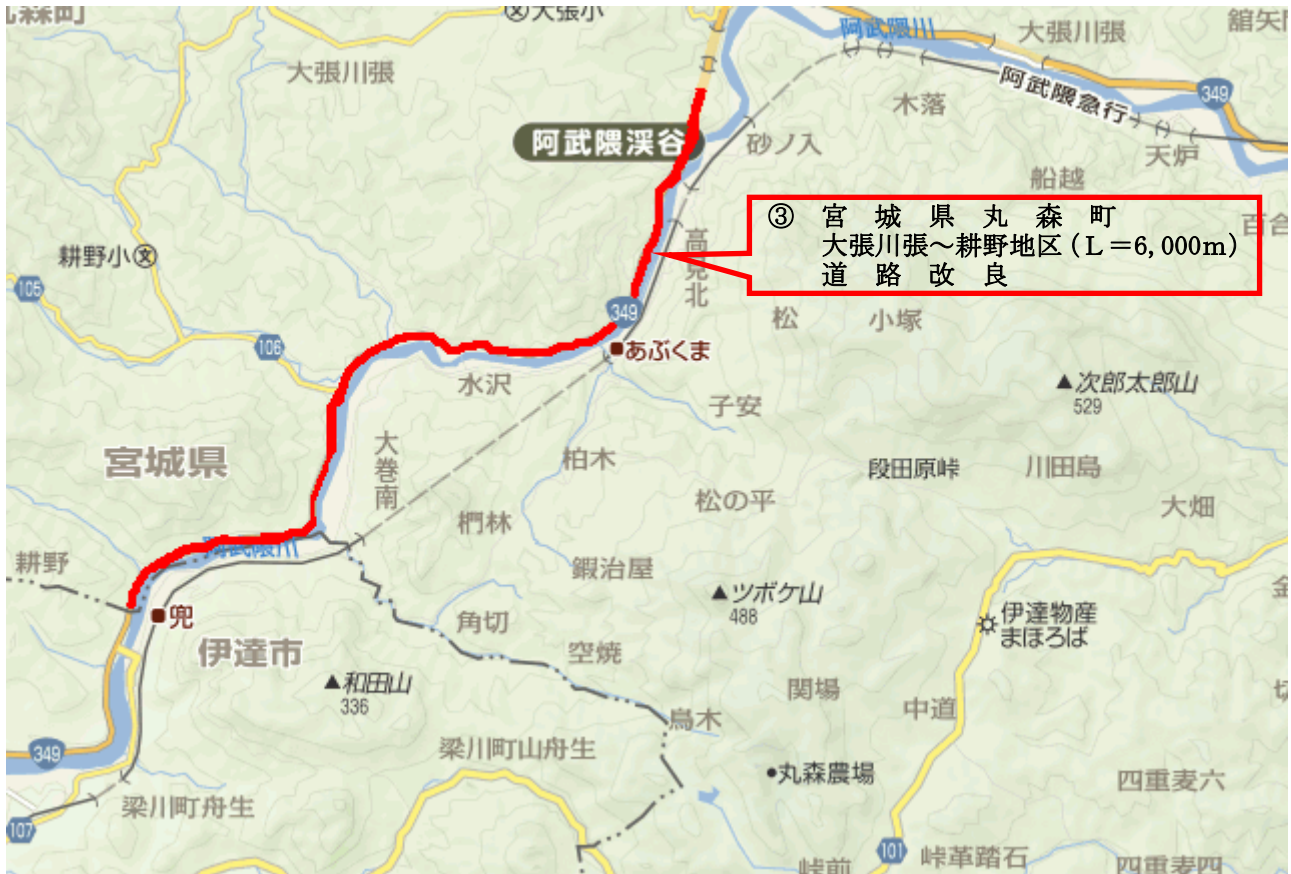 丸森町
大張小
大張川張
阿武隈川
大張川張
349
阿武隈急行
木落
天炉
船越
阿武隈渓谷
砂ノ入
③ 宮城県丸森町
大張川張～耕野地区(L=6,000m)
道路改良
高見北
耕野小
105
106
349
あぶくま
松
小塚
水沢
子安
▲次郎太郎山
529
宮城県
大巻南
柏木
段田原峠
川田島
松の平
大畑
椚林
阿武隈川
耕野
鍛治屋
▲ツボケ山
488
兜
角切
伊達物産
まほろば
伊達市
空焼
▲和田山
336
関場
中道
烏木
349
梁川町山舟生
丸森農場
四重麦六
梁川町舟生
107
101
峠前
峠革踏石
四重麦四